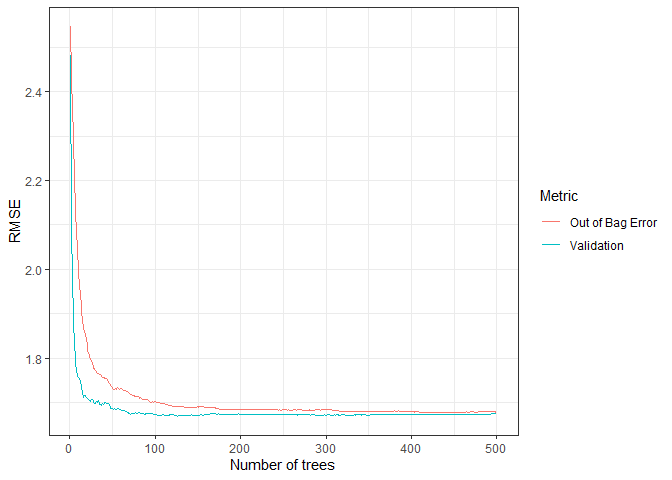 2.4
2.2
2.0
1.8
RMSE
0
100
200
300
400
500
Number of trees
Metric
Out of Bag Error
Validation